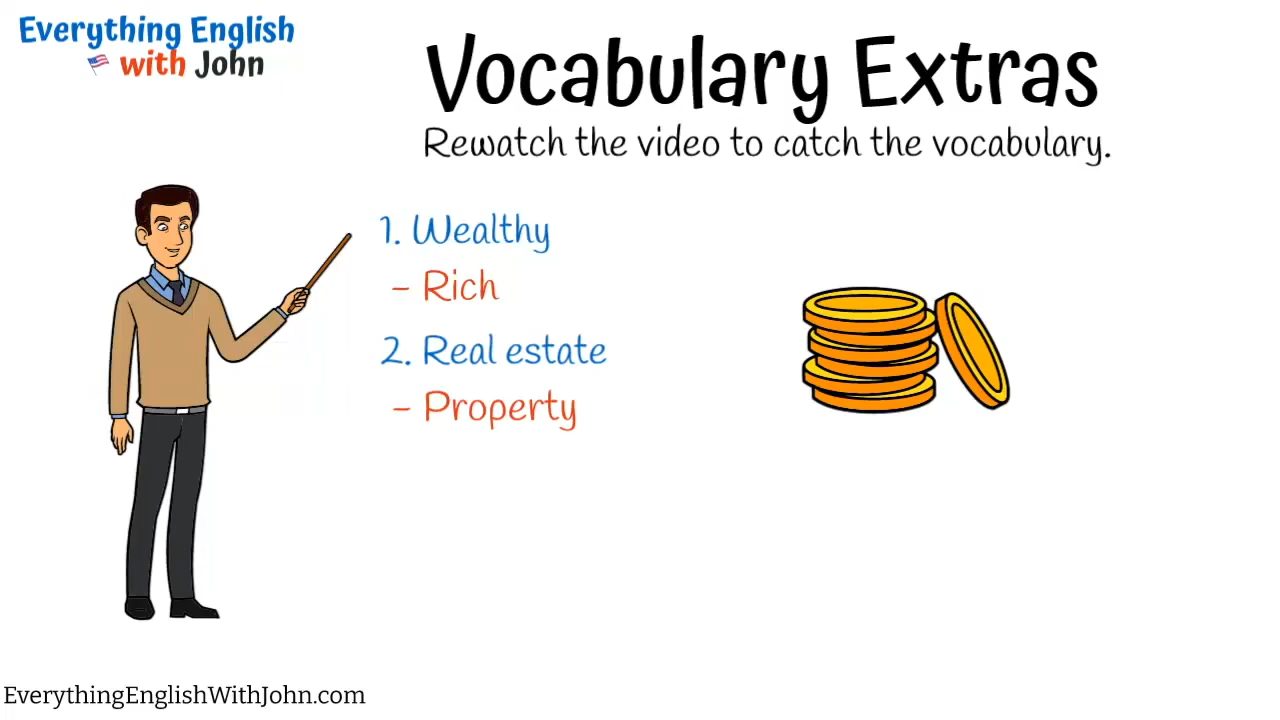 Everything English
with John
Vocabulary Extras
Rewatch the video to catch the vocabulary.
1. Wealthy
- Rich
2. Real estate
- Property
EverythingEnglishWithJohn.com